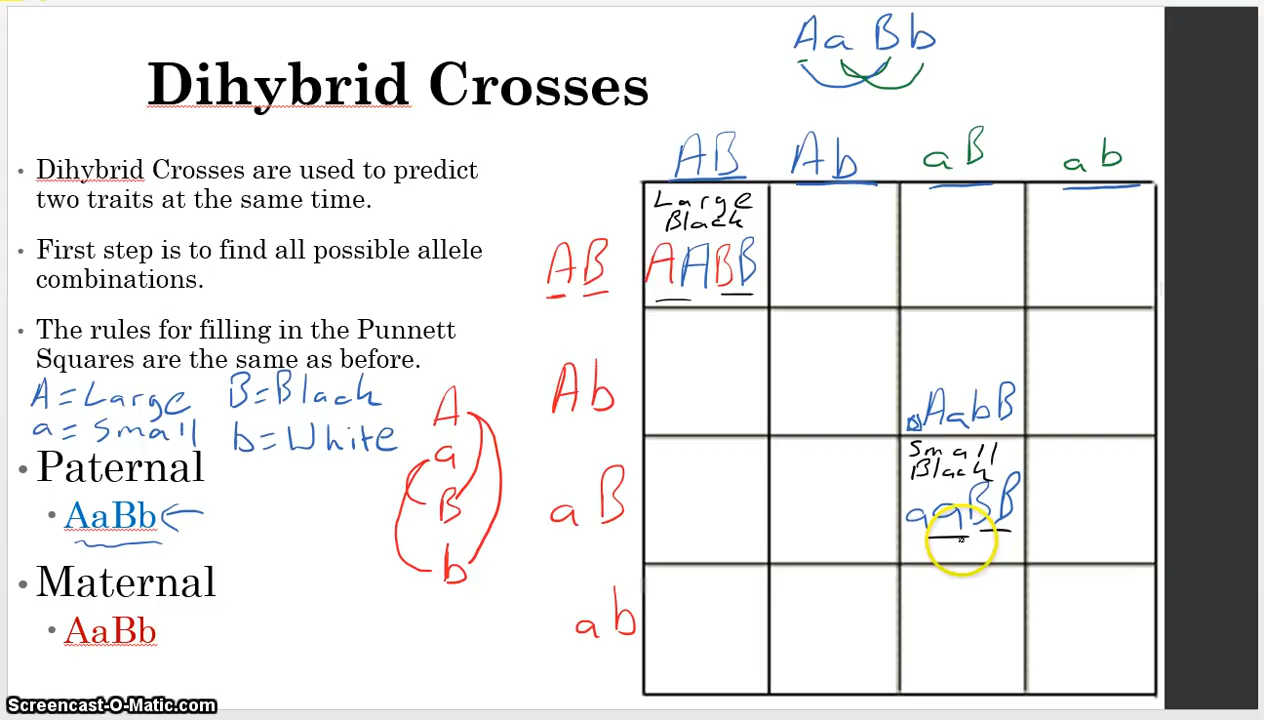 AaBb
Dihybrid Crosses
• Dihybrid Crosses are used to predict
two traits at the same time.
• First step is to find all possible allele
combinations.
• The rules for filling in the Punnett
Squares are the same as before.
A=Large B=Black
a=Small b=White
• Paternal
• AaBb
• Maternal
• AaBb
A
a
B
b
AB Ab aB ab
Large
Black
AB AABB
Ab AabB
Small
Black
aB aaBB
ab
Screencast-O-Matic.com